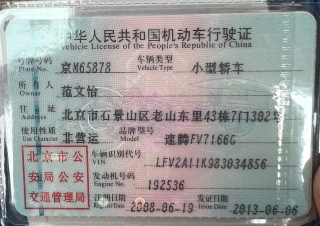 中华人民共和国机动车行驶证
Vehicle License of the People's Republic of China
号牌号码 京M65878 车辆类型 小型轿车
Plate No. Vehicle Type
所有人 范文怡
Owner
住址 北京市石景山区老山东里43栋7门302号
Address
使用性质 非营运 品牌型号 速腾FV7166G
Use Character Model
北京市公
安局公安
交通管理局
车辆识别代号 LFV2A11K983034856
VIN
发动机号码 192536
Engine No.
注册日期 2008-06-19 发证日期 2013-06-06
Register Date Issue Date